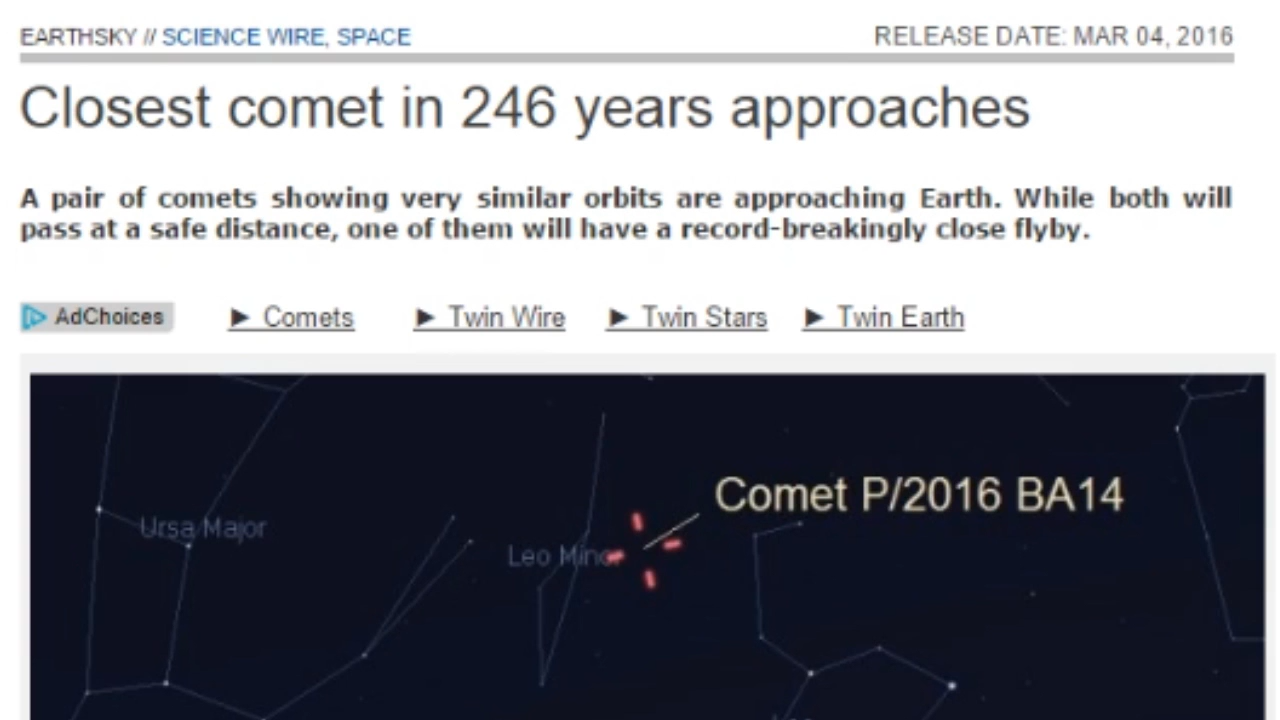 EARTHSKY // SCIENCE WIRE, SPACE
RELEASE DATE: MAR 04, 2016
Closest comet in 246 years approaches
A pair of comets showing very similar orbits are approaching Earth. While both will
pass at a safe distance, one of them will have a record-breakingly close flyby.
AdChoices
► Comets
► Twin Wire
► Twin Stars
► Twin Earth
Comet P/2016 BA14
Ursa Major
Leo Minor